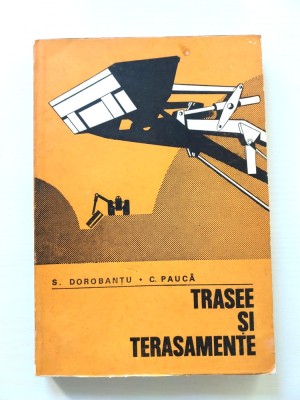 S. DOROBANȚU • C. PAUCĂ
TRASEE
ȘI
TERASAMENTE